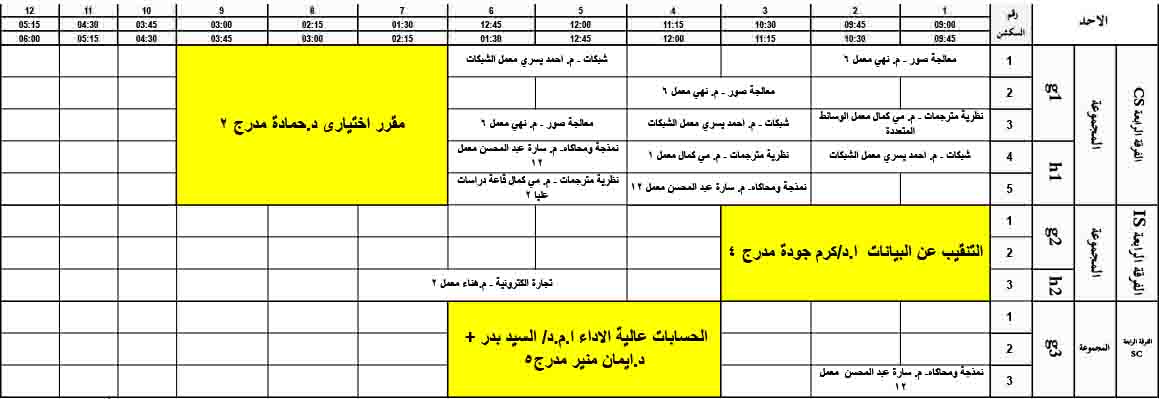 الاحد
رقم السكشن
1 2 3 4 5 6 8 9 10 11 12
09:00 09:45 10:30 11:15 12:00 12:45 01:30 02:15 03:00 03:45 04:30 05:15
09:45 10:30 11:15 12:00 12:45 01:30 02:15 03:00 03:45 04:30 05:15 06:00
الفرقة الرابعة CS
المجموعة
g1
1
معالجة صور - م. نهي معمل ٦
شبكات - م. احمد يسري معمل الشبكات
مقرر اختيارى د.حمادة مدرج ٢
2
معالجة صور - م. نهي معمل ٦
3
نظرية مترجمات - م. مي كمال معمل الوسائط
المتعددة
شبكات - م. احمد يسري معمل الشبكات
معالجة صور - م. نهي معمل ٦
h1
4
شبكات - م. احمد يسري معمل الشبكات
نظرية مترجمات - م. مي كمال معمل ١
نمذجة ومحاكاه- م. سارة عبد المحسن معمل
١٢
5
نمذجة ومحاكاه- م. سارة عبد المحسن معمل ١٢
نظرية مترجمات - م. مي كمال قاعة دراسات
عليا ٢
الفرقة الرابعة IS
المجموعة
g2
1
التنقيب عن البيانات ا.د/كرم جودة مدرج ٤
2
h2
3
تجارة الكترونية - م.هناء معمل ٢
الفرقة الرابعة
SC
المجموعة
g3
1
الحسابات عالية الاداء ا.م.د/ السيد بدر +
د.ايمان منير مدرج٥
2
3
نمذجة ومحاكاه- م. سارة عبد المحسن معمل
١٢